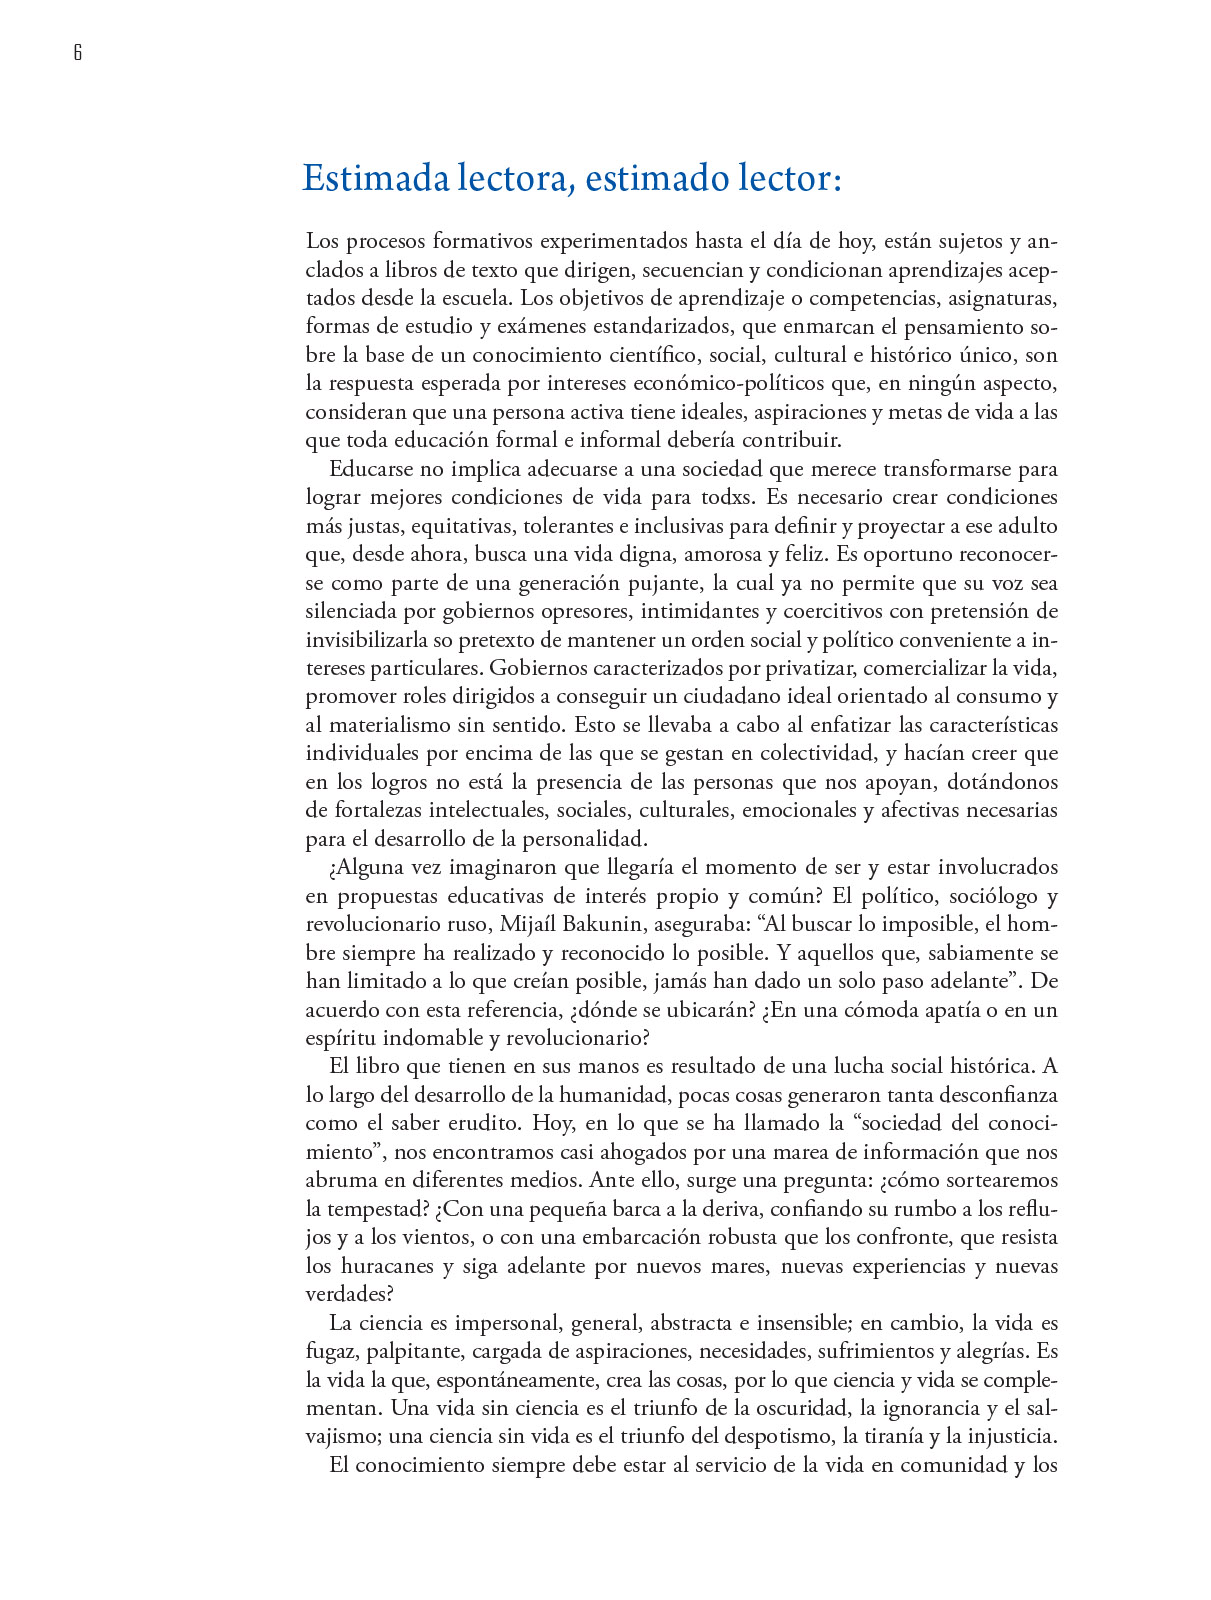 6
Estimada lectora, estimado lector:
Los procesos formativos experimentados hasta el día de hoy, están sujetos y an-
clados a libros de texto que dirigen, secuencian y condicionan aprendizajes acep-
tados desde la escuela. Los objetivos de aprendizaje o competencias, asignaturas,
formas de estudio y exámenes estandarizados, que enmarcan el pensamiento so-
bre la base de un conocimiento científico, social, cultural e histórico único, son
la respuesta esperada por intereses económico-políticos que, en ningún aspecto,
consideran que una persona activa tiene ideales, aspiraciones y metas de vida a las
que toda educación formal e informal debería contribuir.
Educarse no implica adecuarse a una sociedad que merece transformarse para
lograr mejores condiciones de vida para todxs. Es necesario crear condiciones
más justas, equitativas, tolerantes e inclusivas para definir y proyectar a ese adulto
que, desde ahora, busca una vida digna, amorosa y feliz. Es oportuno reconocer-
se como parte de una generación pujante, la cual ya no permite que su voz sea
silenciada por gobiernos opresores, intimidantes y coercitivos con pretensión de
invisibilizarla so pretexto de mantener un orden social y político conveniente a in-
tereses particulares. Gobiernos caracterizados por privatizar, comercializar la vida,
promover roles dirigidos a conseguir un ciudadano ideal orientado al consumo y
al materialismo sin sentido. Esto se llevaba a cabo al enfatizar las características
individuales por encima de las que se gestan en colectividad, y hacían creer que
en los logros no está la presencia de las personas que nos apoyan, dotándonos
de fortalezas intelectuales, sociales, culturales, emocionales y afectivas necesarias
para el desarrollo de la personalidad.
¿Alguna vez imaginaron que llegaría el momento de ser y estar involucrados
en propuestas educativas de interés propio y común? El político, sociólogo y
revolucionario ruso, Mijaíl Bakunin, aseguraba: “Al buscar lo imposible, el hom-
bre siempre ha realizado y reconocido lo posible. Y aquellos que, sabiamente se
han limitado a lo que creían posible, jamás han dado un solo paso adelante”. De
acuerdo con esta referencia, ¿dónde se ubicarán? ¿En una cómoda apatía o en un
espíritu indomable y revolucionario?
El libro que tienen en sus manos es resultado de una lucha social histórica. A
lo largo del desarrollo de la humanidad, pocas cosas generaron tanta desconfianza
como el saber erudito. Hoy, en lo que se ha llamado la “sociedad del conoci-
miento”, nos encontramos casi ahogados por una marea de información que nos
abruma en diferentes medios. Ante ello, surge una pregunta: ¿cómo sortearemos
la tempestad? ¿Con una pequeña barca a la deriva, confiando su rumbo a los reflu-
jos y a los vientos, o con una embarcación robusta que los confronte, que resista
los huracanes y siga adelante por nuevos mares, nuevas experiencias y nuevas
verdades?
La ciencia es impersonal, general, abstracta e insensible; en cambio, la vida es
fugaz, palpitante, cargada de aspiraciones, necesidades, sufrimientos y alegrías. Es
la vida la que, espontáneamente, crea las cosas, por lo que ciencia y vida se comple-
mentan. Una vida sin ciencia es el triunfo de la oscuridad, la ignorancia y el sal-
vajismo; una ciencia sin vida es el triunfo del despotismo, la tiranía y la injusticia.
El conocimiento siempre debe estar al servicio de la vida en comunidad y los